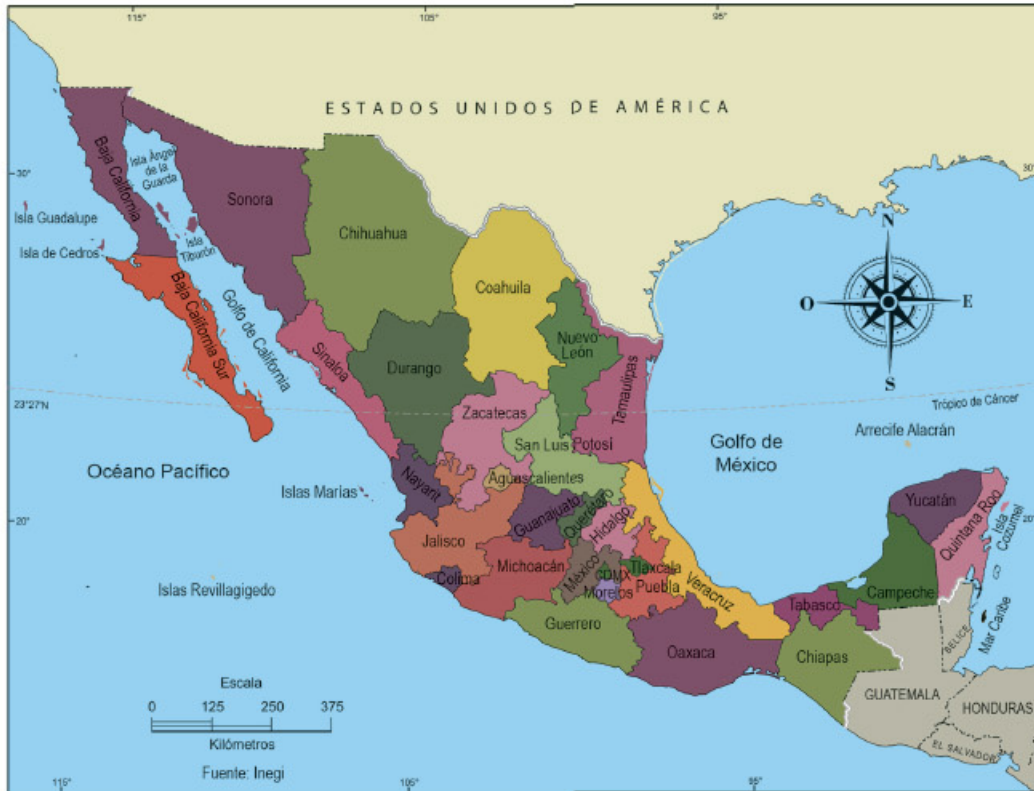 115°
105°
95°
ESTADOS UNIDOS DE AMÉRICA
30°
30°
Baja California
Isla Ángel
de la
Guarda
Sonora
Chihuahua
Isla Guadalupe
Isla de Cedros
Isla
Tiburón
Coahuila
N
O
E
S
Baja California Sur
Golfo de California
Sinaloa
Durango
Nuevo
León
Tamaulipas
23°27'N
Trópico de Cáncer
Zacatecas
San Luis Potosí
Golfo de
México
Arrecife Alacrán
Océano Pacífico
Nayarit
Aguascalientes
Islas Marías
Guanajuato
Querétaro
Hidalgo
Yucatán
Quintana Roo
Isla
Cozumel
20°
20°
Jalisco
Colima
Michoacán
México
CDMX
Tlaxcala
Morelos
Puebla
Veracruz
Campeche
Tabasco
Mar Caribe
Islas Revillagigedo
Guerrero
Oaxaca
Chiapas
BELICE
GUATEMALA
HONDURAS
EL SALVADOR
Escala
0 125 250 375
Kilómetros
Fuente: Inegi
115°
105°
95°